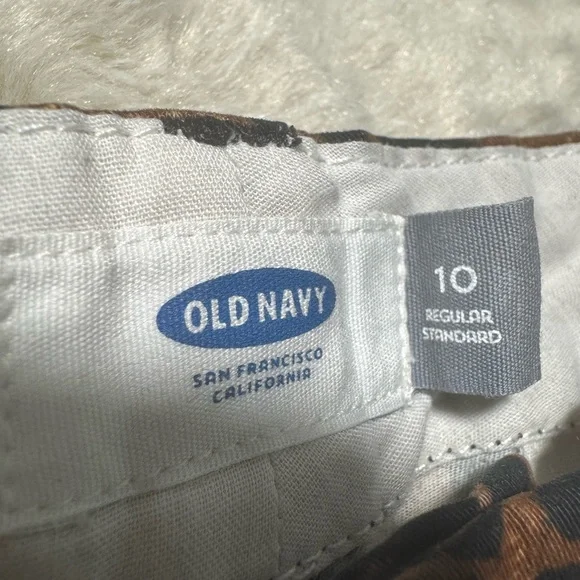 OLD NAVY
SAN FRANCISCO
CALIFORNIA
10
REGULAR
STANDARD